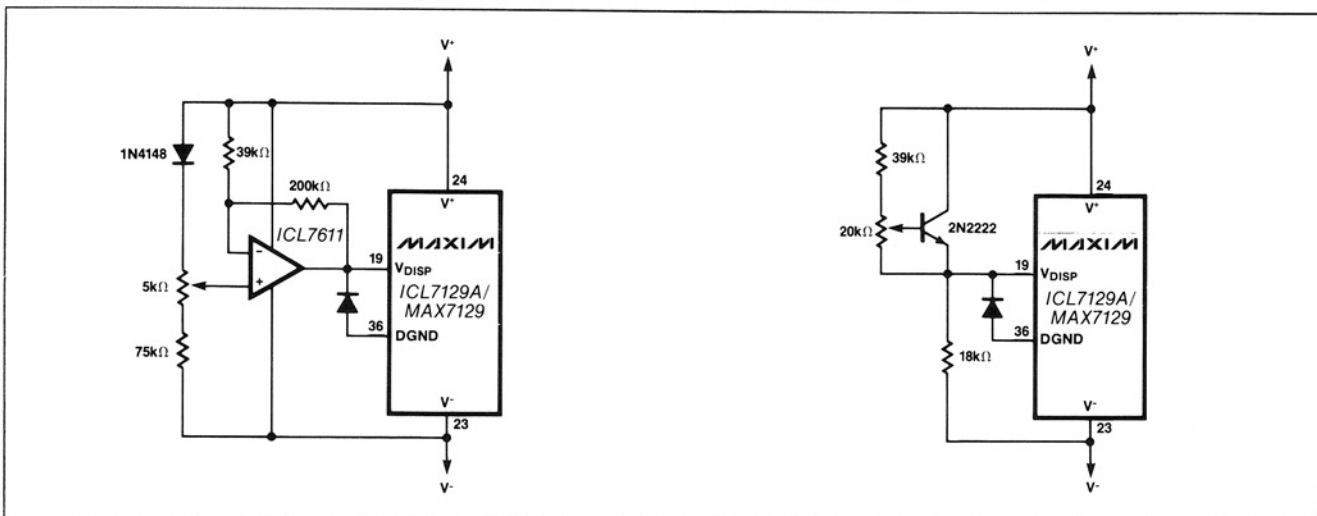 V+
1N4148
39kΩ
200kΩ
ICL7611
−
+
5kΩ
75kΩ
24
V+
MAXIM
19
VDISP
ICL7129A/
MAX7129
36
DGND
V-
23
V-
V+
39kΩ
20kΩ
2N2222
24
V+
MAXIM
19
VDISP
ICL7129A/
MAX7129
36
DGND
18kΩ
V-
23
V-